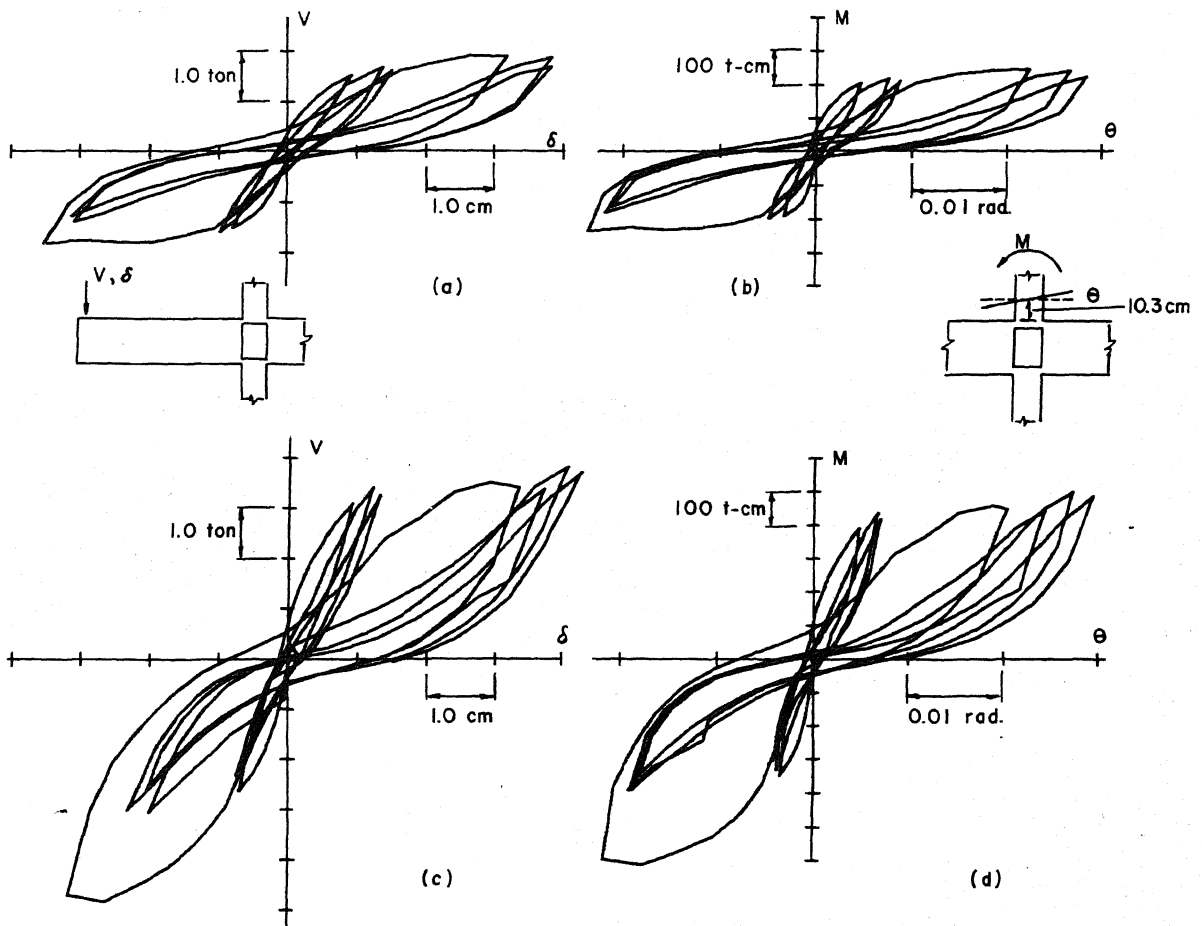 V
1.0 ton
δ
1.0 cm
(a)
M
100 t-cm
θ
0.01 rad.
(b)
V, δ
M
θ
10.3 cm
V
1.0 ton
δ
1.0 cm
(c)
M
100 t-cm
θ
0.01 rad.
(d)